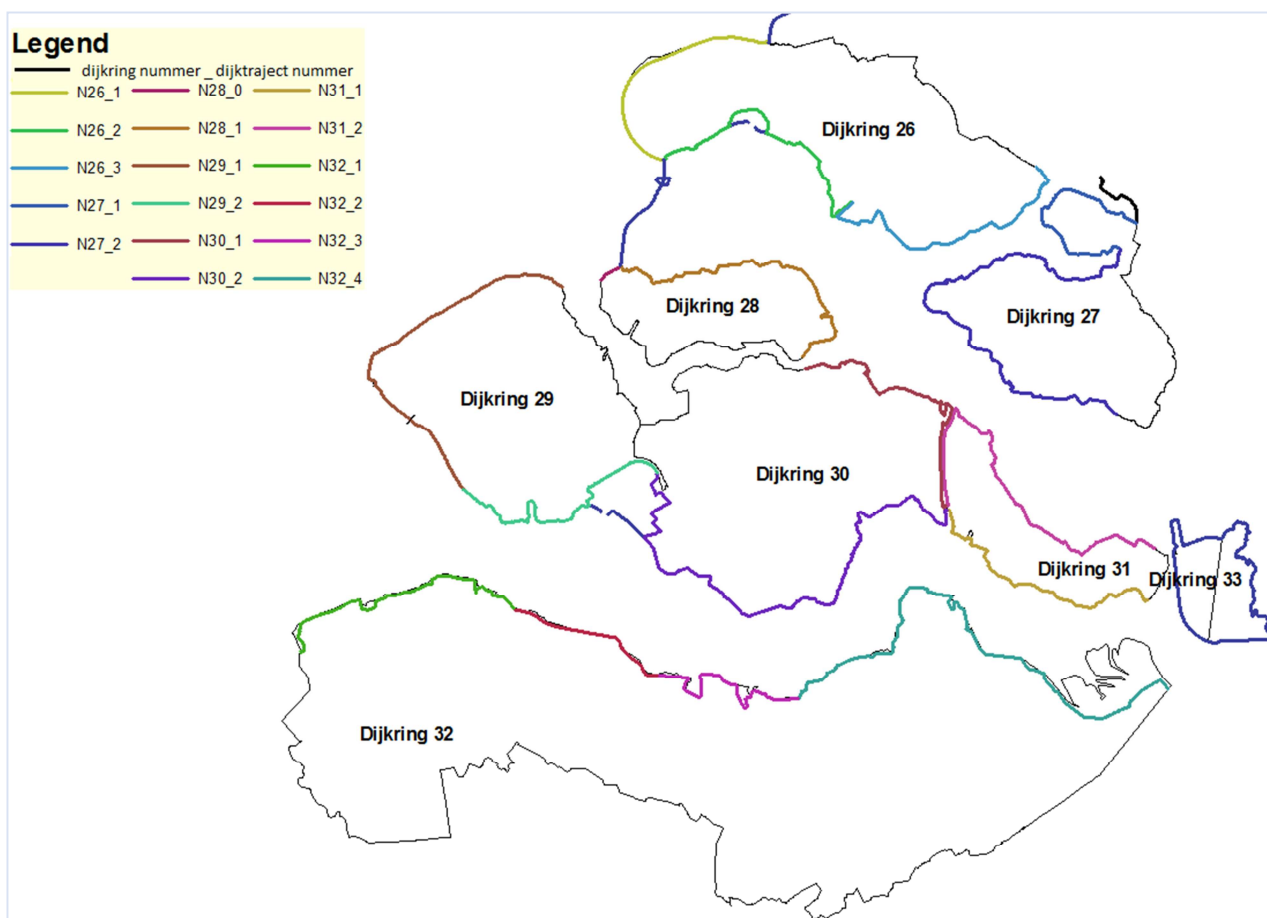 Legend
dijkring nummer _ dijktraject nummer
N26_1 N28_0 N31_1
N26_2 N28_1 N31_2
N26_3 N29_1 N32_1
N27_1 N29_2 N32_2
N27_2 N30_1 N32_3
N30_2 N32_4
Dijkring 26
Dijkring 28
Dijkring 27
Dijkring 29
Dijkring 30
Dijkring 31
Dijkring 33
Dijkring 32